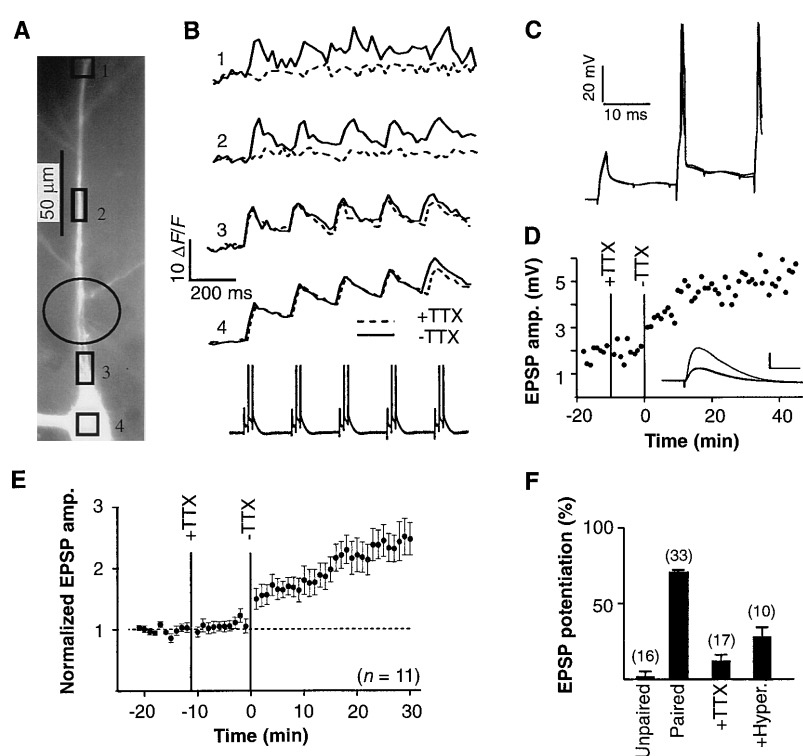 A
1
2
3
4
50 µm
B
1
2
3
4
10 ΔF/F
200 ms
+TTX
-TTX
C
20 mV
10 ms
D
EPSP amp. (mV)
5
3
1
+TTX
-TTX
-20 0 20 40
Time (min)
E
Normalized EPSP amp.
3
2
1
+TTX
-TTX
(n = 11)
-20 -10 0 10 20 30
Time (min)
F
EPSP potentiation (%)
100
50
(16)
(33)
(17)
(10)
Unpaired
Paired
+TTX
+Hyper.